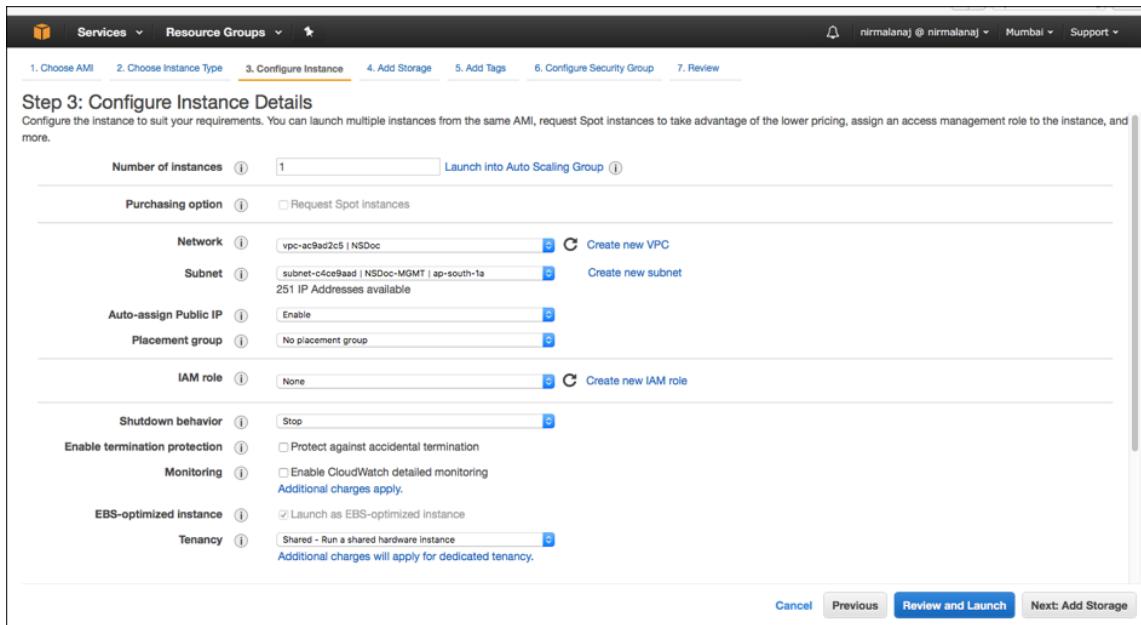 Services Resource Groups nirmalanaj @ nirmalanaj Mumbai Support
1. Choose AMI 2. Choose Instance Type 3. Configure Instance 4. Add Storage 5. Add Tags 6. Configure Security Group 7. Review
Step 3: Configure Instance Details
Configure the instance to suit your requirements. You can launch multiple instances from the same AMI, request Spot instances to take advantage of the lower pricing, assign an access management role to the instance, and
more.
Number of instances 1 Launch into Auto Scaling Group
Purchasing option Request Spot instances
Network vpc-ac9ad2c5 | NSDoc Create new VPC
Subnet subnet-c4ce9aad | NSDoc-MGMT | ap-south-1a Create new subnet
251 IP Addresses available
Auto-assign Public IP Enable
Placement group No placement group
IAM role None Create new IAM role
Shutdown behavior Stop
Enable termination protection Protect against accidental termination
Monitoring Enable CloudWatch detailed monitoring
Additional charges apply.
EBS-optimized instance Launch as EBS-optimized instance
Tenancy Shared - Run a shared hardware instance
Additional charges will apply for dedicated tenancy.
Cancel Previous Review and Launch Next: Add Storage